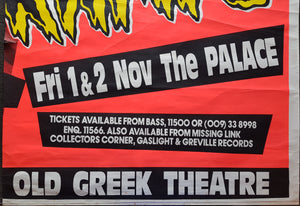 Fri 1 & 2 Nov The PALACE
TICKETS AVAILABLE FROM BASS, 11500 OR (009) 33 8998
ENQ. 11566. ALSO AVAILABLE FROM MISSING LINK
COLLECTORS CORNER, GASLIGHT & GREVILLE RECORDS
OLD GREEK THEATRE